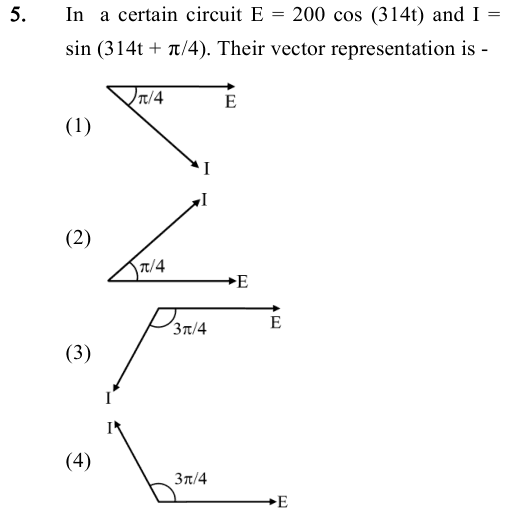 5. In a certain circuit E = 200 cos (314t) and I =
sin (314t + π/4). Their vector representation is -
π/4
E
(1)
I
I
(2)
π/4
E
3π/4
E
(3)
I
I
(4)
3π/4
E